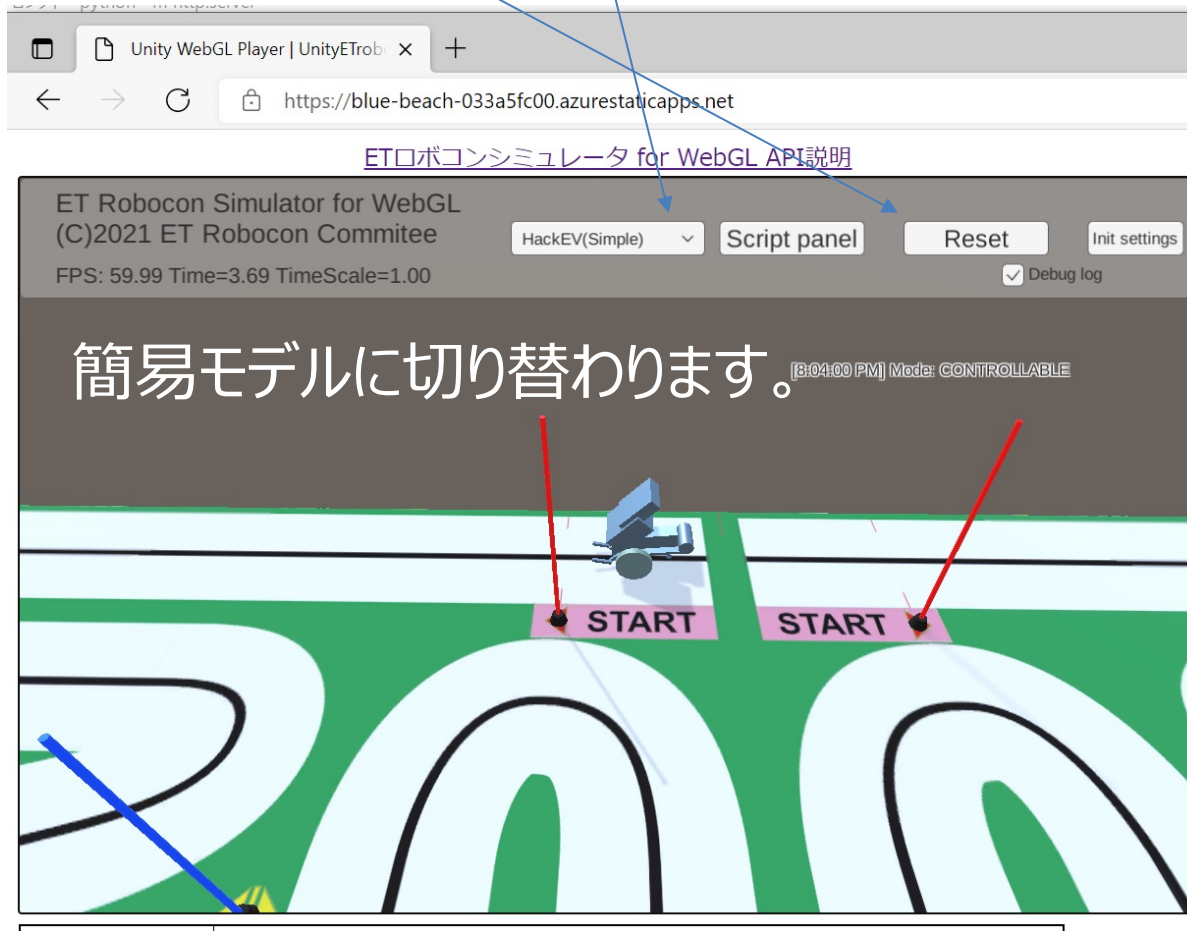 Unity WebGL Player | UnityETrob
https://blue-beach-033a5fc00.azurestaticapps.net
ETロボコンシミュレータ for WebGL API説明
ET Robocon Simulator for WebGL
(C)2021 ET Robocon Commitee
HackEV(Simple)
Script panel
Reset
Init settings
FPS: 59.99 Time=3.69 TimeScale=1.00
Debug log
簡易モデルに切り替わります。
[8:04:00 PM] Mode: CONTROLLABLE
START
START